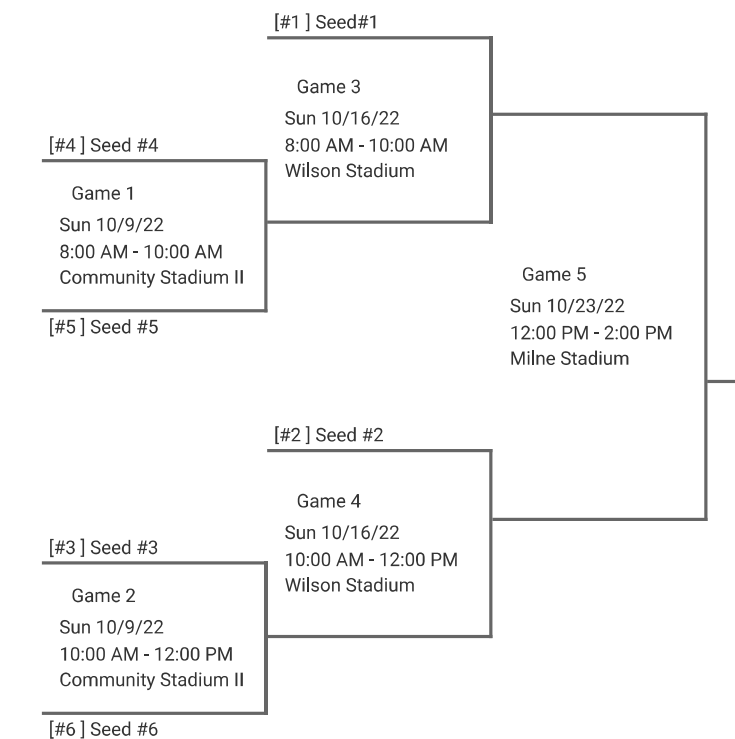 [#1 ] Seed#1
Game 3
Sun 10/16/22
8:00 AM - 10:00 AM
Wilson Stadium
[#4 ] Seed #4
Game 1
Sun 10/9/22
8:00 AM - 10:00 AM
Community Stadium II
[#5 ] Seed #5
Game 5
Sun 10/23/22
12:00 PM - 2:00 PM
Milne Stadium
[#2 ] Seed #2
Game 4
Sun 10/16/22
10:00 AM - 12:00 PM
Wilson Stadium
[#3 ] Seed #3
Game 2
Sun 10/9/22
10:00 AM - 12:00 PM
Community Stadium II
[#6 ] Seed #6